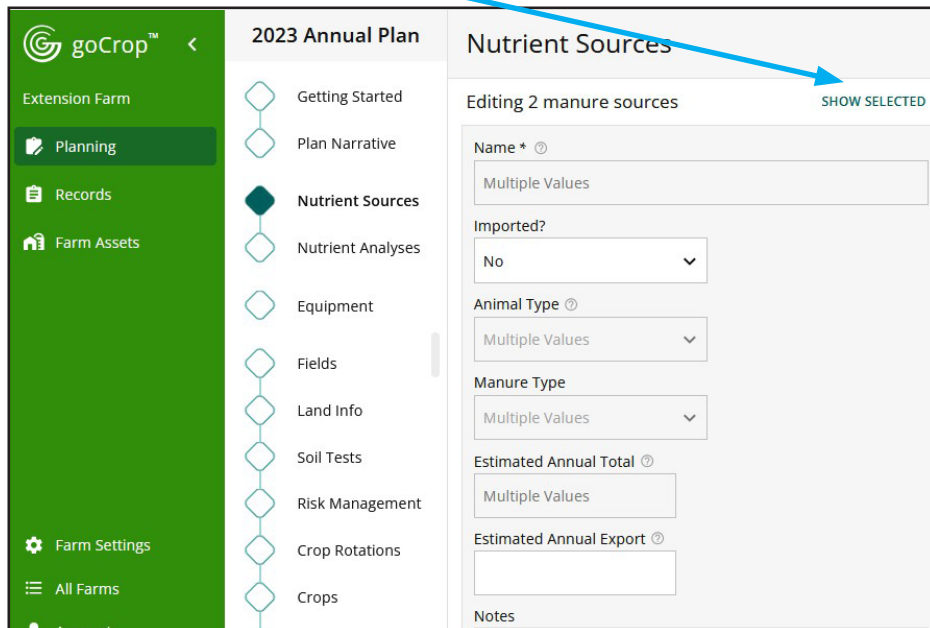 goCrop™
Extension Farm
Planning
Records
Farm Assets
Farm Settings
All Farms
2023 Annual Plan
Getting Started
Plan Narrative
Nutrient Sources
Nutrient Analyses
Equipment
Fields
Land Info
Soil Tests
Risk Management
Crop Rotations
Crops
Nutrient Sources
Editing 2 manure sources
SHOW SELECTED
Name *
Multiple Values
Imported?
No
Animal Type
Multiple Values
Manure Type
Multiple Values
Estimated Annual Total
Multiple Values
Estimated Annual Export
Notes